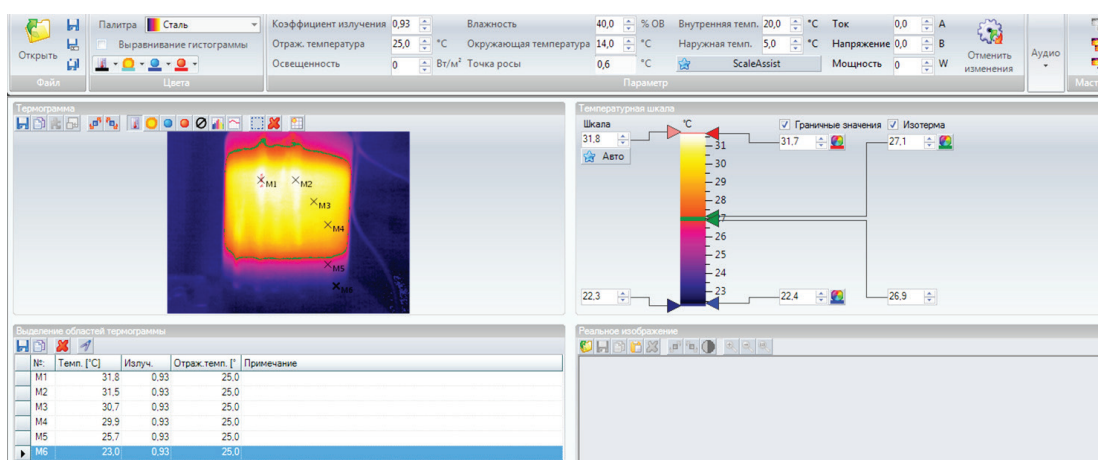 Палитра Сталь Коэффициент излучения 0,93 Влажность 40,0 % ОВ Внутренняя темп. 20,0 °C Ток 0,0 A
Открыть Выравнивание гистограммы Отраж. температура 25,0 °C Окружающая температура 14,0 °C Наружная темп. 5,0 °C Напряжение 0,0 В Отменить изменения Аудио
Освещенность 0 Вт/м² Точка росы 0,6 °C ScaleAssist Мощность 0 W
Файл Цвета Параметр Маст
Термограмма
M1 M2
M3
M4
M5
M6
Температурная шкала
Шкала °C Граничные значения Изотерма
31,8 31,7 27,1
Авто
31
30
29
28
27
26
25
24
23
22,3 22,4 26,9
Выделение областей термограммы
№: Темп. [°C] Излуч. Отраж.темп. [° Примечание
M1 31,8 0,93 25,0
M2 31,5 0,93 25,0
M3 30,7 0,93 25,0
M4 29,9 0,93 25,0
M5 25,7 0,93 25,0
M6 23,0 0,93 25,0
Реальное изображение